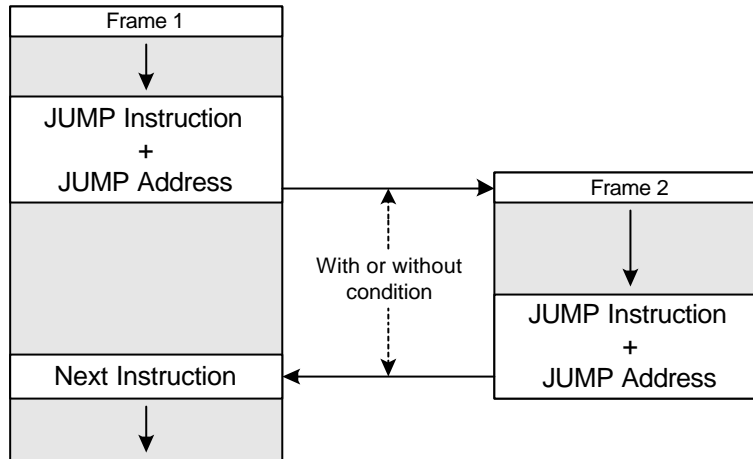 Frame 1
JUMP Instruction
+
JUMP Address
Frame 2
With or without
condition
JUMP Instruction
+
JUMP Address
Next Instruction